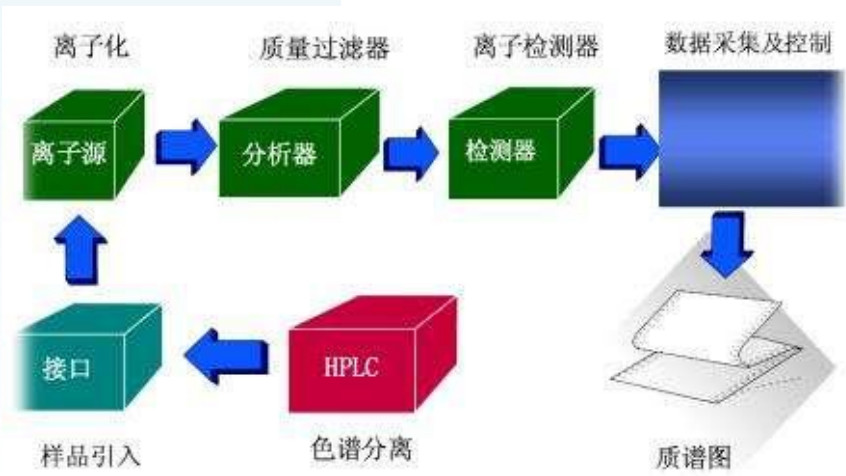 离子化
质量过滤器
离子检测器
数据采集及控制
离子源
分析器
检测器
接口
HPLC
样品引入
色谱分离
质谱图